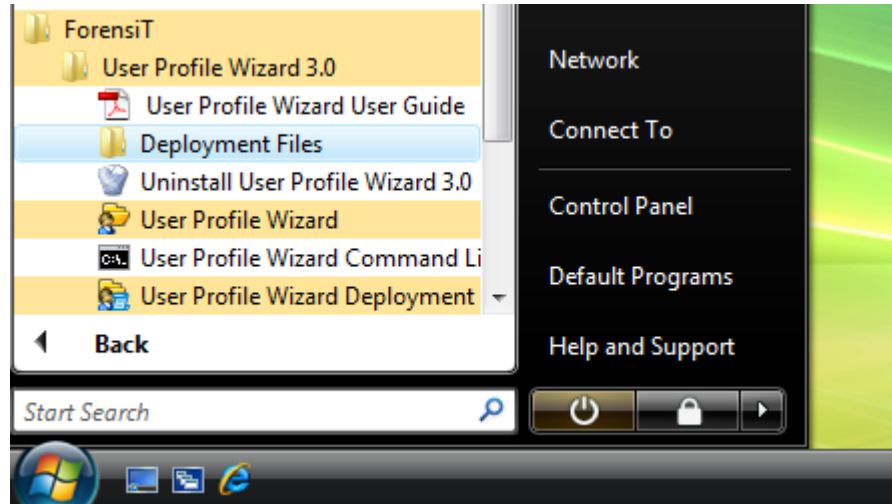 ForensiT
User Profile Wizard 3.0
User Profile Wizard User Guide
Deployment Files
Uninstall User Profile Wizard 3.0
User Profile Wizard
User Profile Wizard Command Li
User Profile Wizard Deployment
Back
Start Search
Network
Connect To
Control Panel
Default Programs
Help and Support